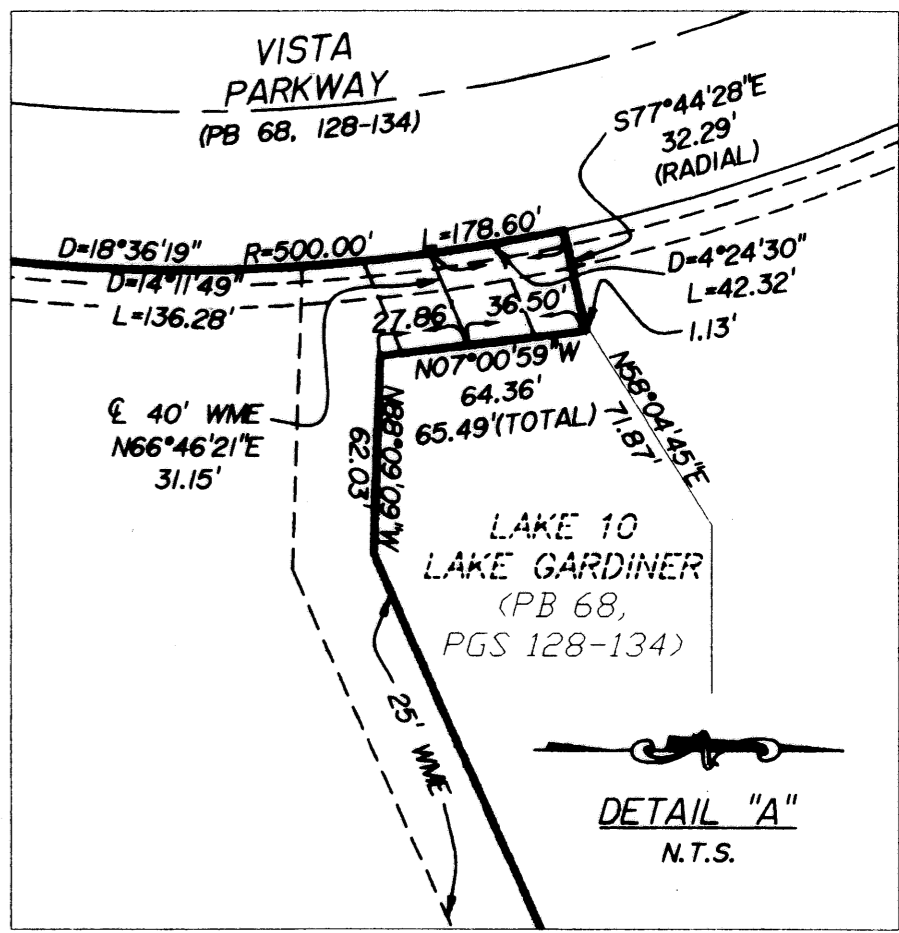 VISTA
PARKWAY
(PB 68, 128-134)
S77°44'28"E
32.29'
(RADIAL)
D=18°36'19" R=500.00' L=178.60'
D=14°11'49"
L=136.28'
D=4°24'30"
L=42.32'
1.13'
27.86' 36.50'
N07°00'59"W
64.36'
65.49'(TOTAL)
N58°04'45"E
71.87'
℄ 40' WME
N66°46'21"E
31.15'
N88°09'09"W
62.03'
LAKE 10
LAKE GARDINER
(PB 68,
PGS 128-134)
25' WME
DETAIL "A"
N.T.S.